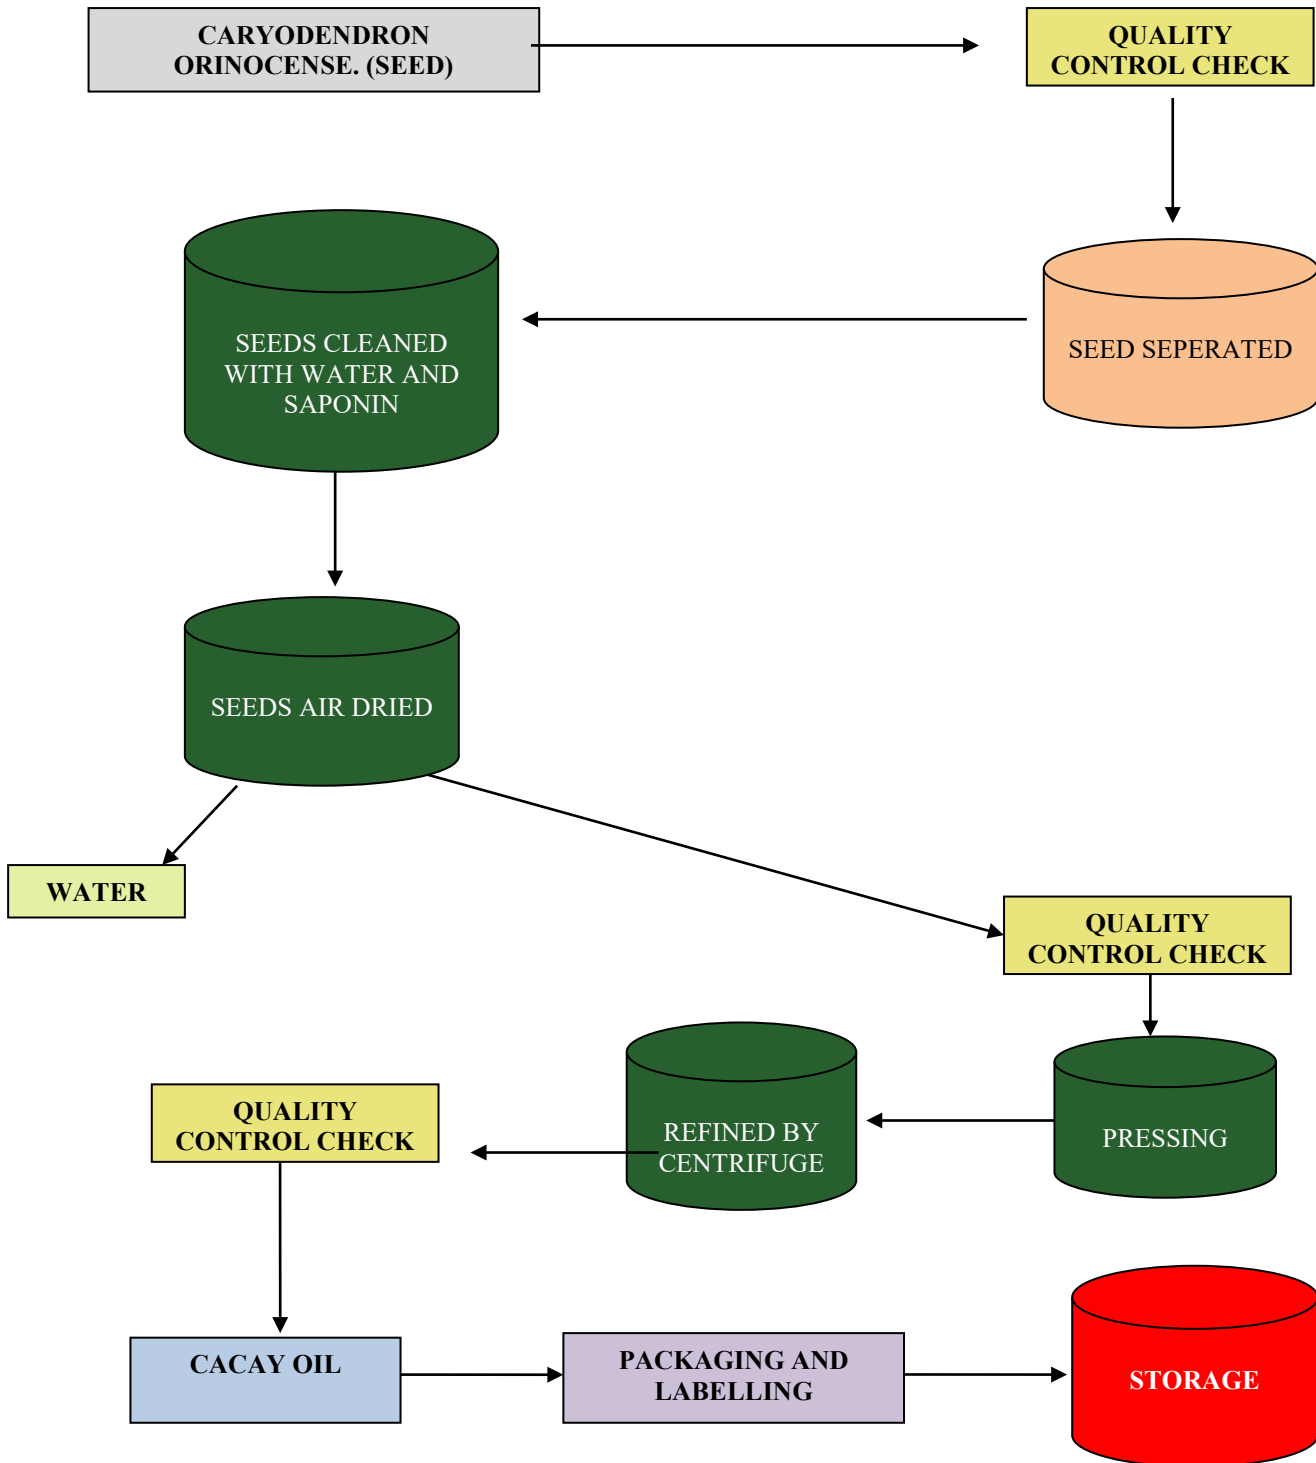 CARYODENDRON
ORINOCENSE. (SEED)
QUALITY
CONTROL CHECK
SEED SEPERATED
SEEDS CLEANED
WITH WATER AND
SAPONIN
SEEDS AIR DRIED
WATER
QUALITY
CONTROL CHECK
PRESSING
REFINED BY
CENTRIFUGE
QUALITY
CONTROL CHECK
CACAY OIL
PACKAGING AND
LABELLING
STORAGE